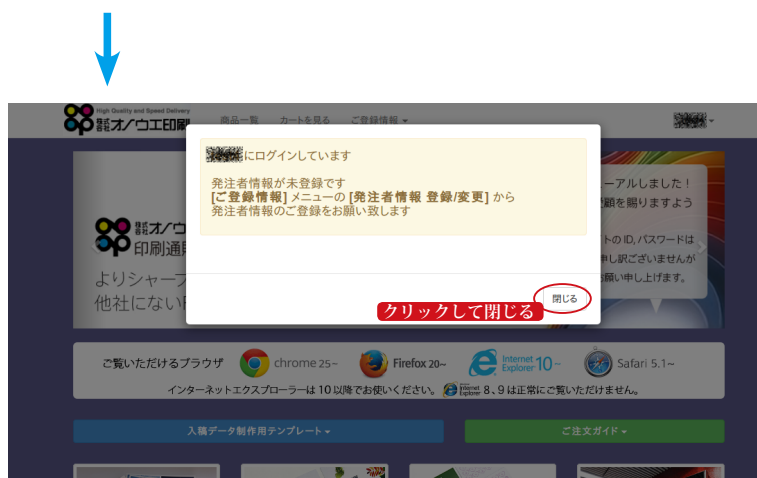 High Quality and Speed Delivery
株式会社オノウエ印刷
商品一覧 カートを見る ご登録情報
にログインしています
発注者情報が未登録です
[ご登録情報] メニューの [発注者情報 登録/変更] から
発注者情報のご登録をお願い致します
閉じる
クリックして閉じる
ーアルしました!
顧を賜りますよう
トの ID, パスワードは
申し訳ございませんが
お願い申し上げます。
株式会社オノウ
印刷通販
よりシャープ
他社にない
ご覧いただけるブラウザ chrome 25~ Firefox 20~ Internet Explorer 10~ Safari 5.1~
インターネットエクスプローラーは 10 以降でお使いください。 Internet Explorer 8、9 は正常にご覧いただけません。
入稿データ制作用テンプレート
ご注文ガイド